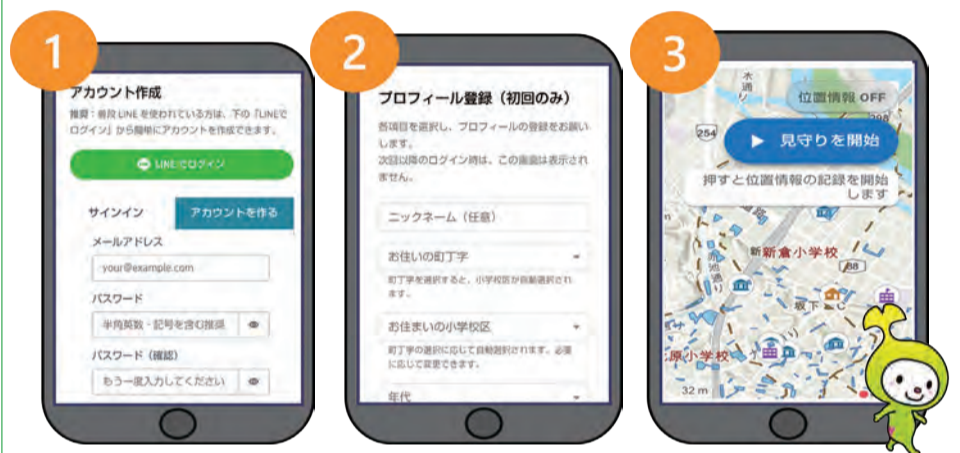 1
アカウント作成
推奨：普段 LINE を使われている方は、下の「LINEで
ログイン」から簡単にアカウントを作成できます。
LINEでログイン
サインイン
アカウントを作る
メールアドレス
your@example.com
パスワード
半角英数・記号を含む推奨
パスワード（確認）
もう一度入力してください
2
プロフィール登録（初回のみ）
各項目を選択し、プロフィールの登録をお願い
します。
次回以降のログイン時は、この画面は表示され
ません。
ニックネーム（任意）
お住いの町丁字
町丁字を選択すると、小学校区が自動選択され
ます。
お住まいの小学校区
町丁字の選択に応じて自動選択されます。必要
に応じて変更できます。
年代
3
水道通り
位置情報 OFF
254
298
見守りを開始
押すと位置情報の記録を開始
します
新倉小学校
88
坂下
原小学校
32 m